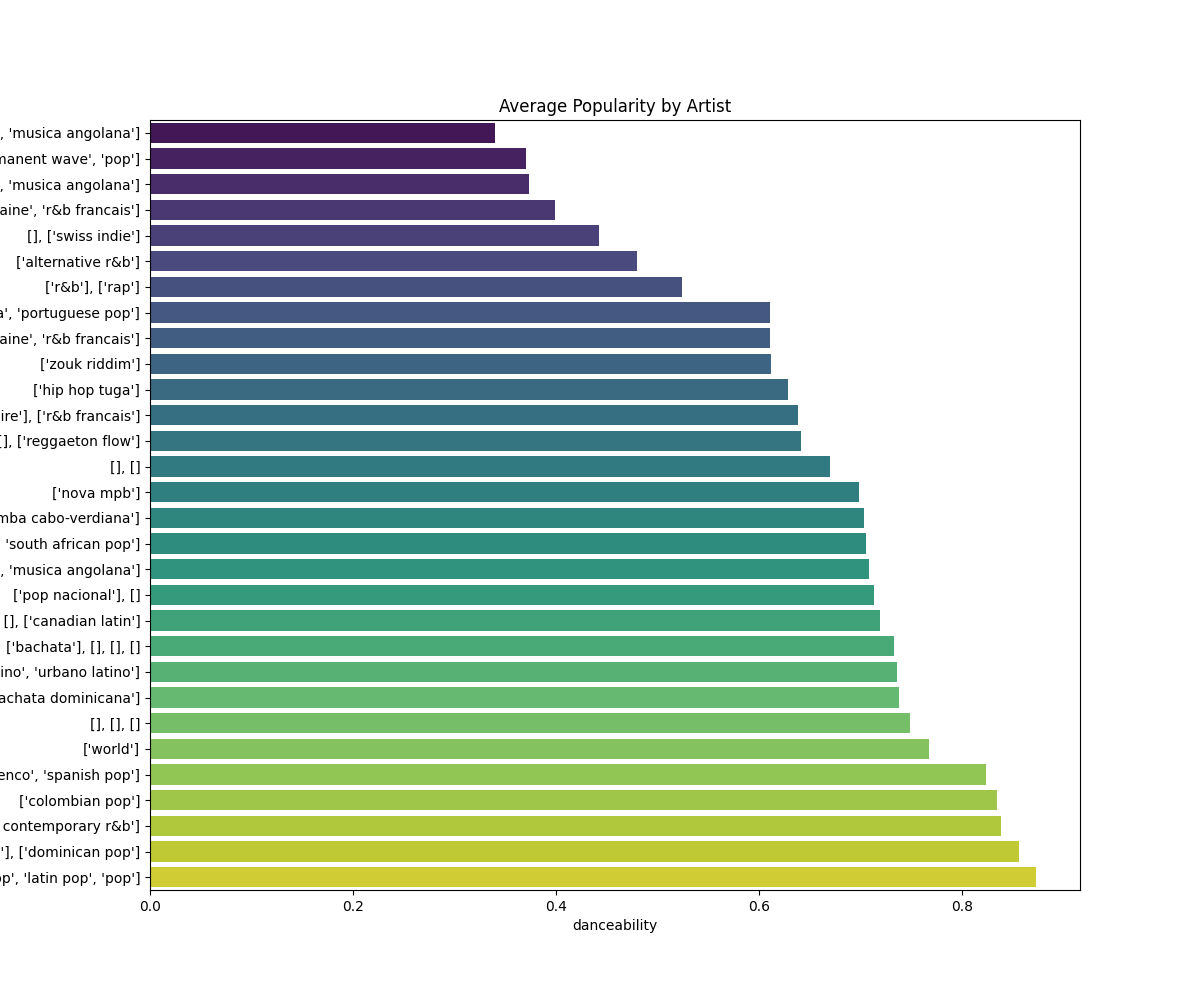 Average Popularity by Artist
, 'musica angolana']
manent wave', 'pop']
, 'musica angolana']
aine', 'r&b francais']
[], ['swiss indie']
['alternative r&b']
['r&b'], ['rap']
a', 'portuguese pop']
aine', 'r&b francais']
['zouk riddim']
['hip hop tuga']
ire'], ['r&b francais']
[], ['reggaeton flow']
[], []
['nova mpb']
mba cabo-verdiana']
'south african pop']
, 'musica angolana']
['pop nacional'], []
[], ['canadian latin']
['bachata'], [], [], []
ino', 'urbano latino']
achata dominicana']
[], [], []
['world']
enco', 'spanish pop']
['colombian pop']
contemporary r&b']
'], ['dominican pop']
op', 'latin pop', 'pop']
0.0 0.2 0.4 0.6 0.8
danceability